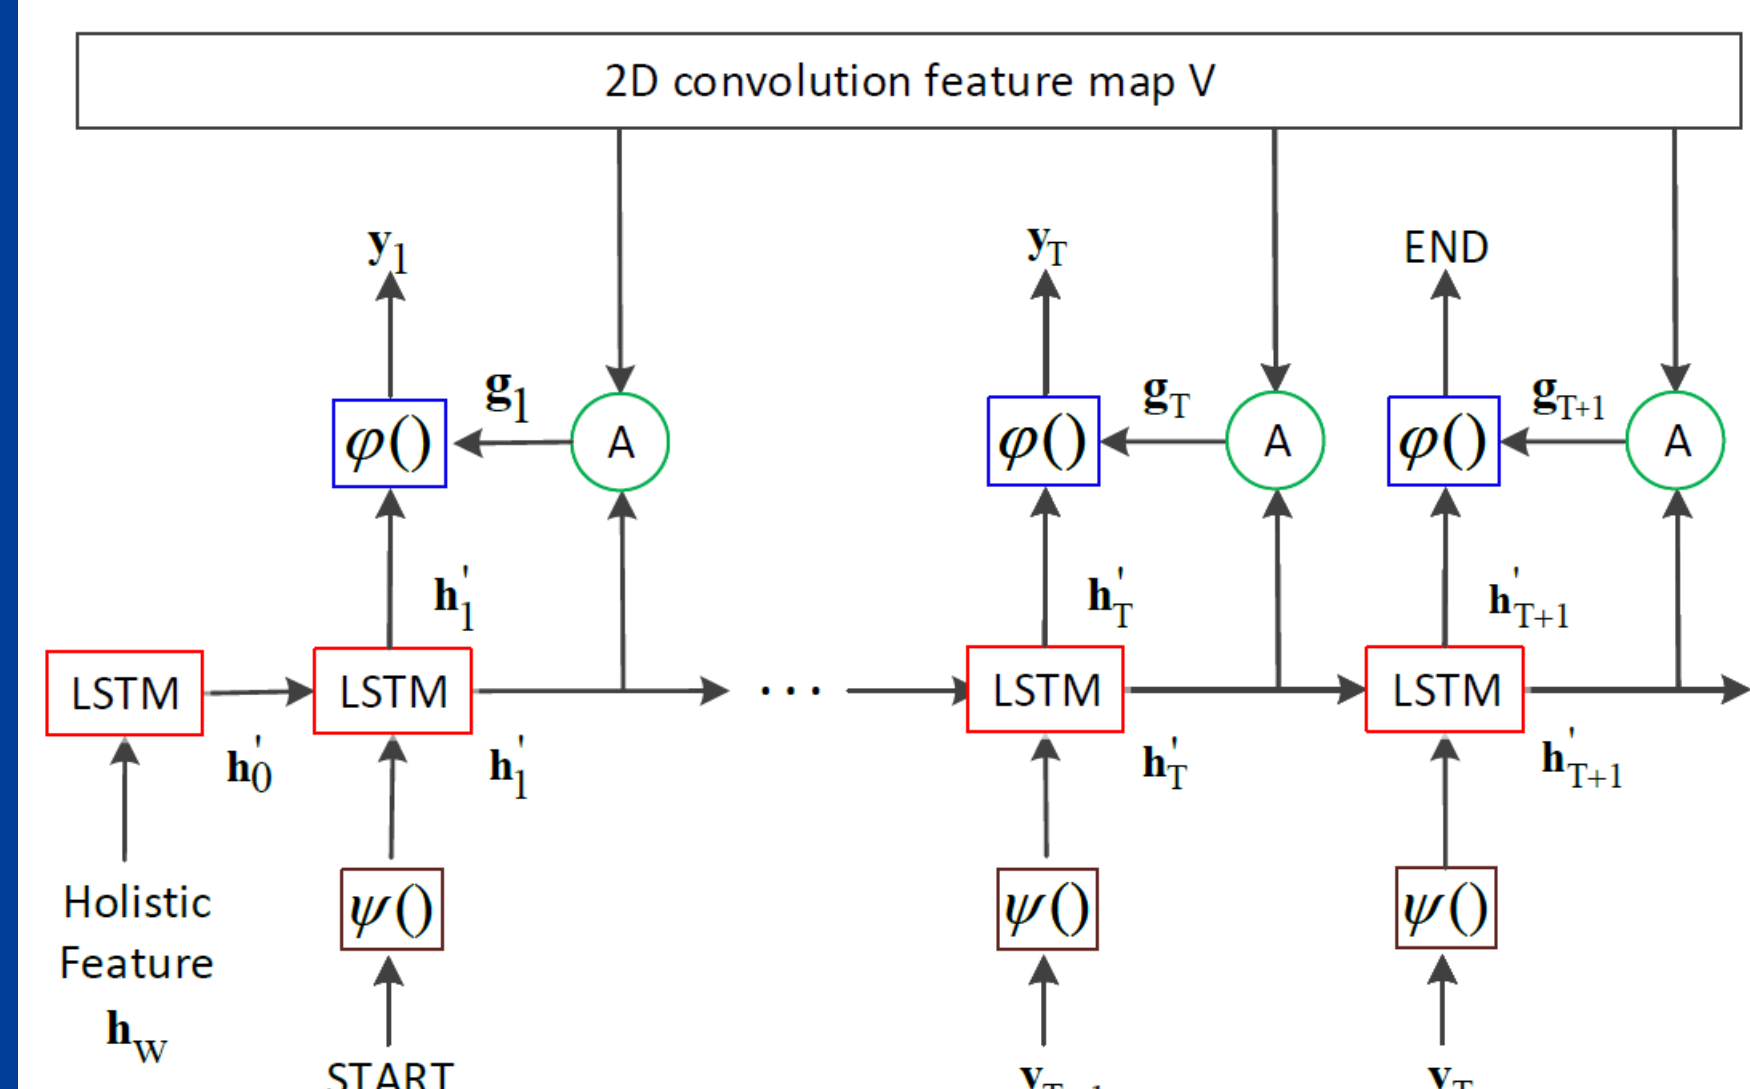 2D convolution feature map V
y1 yT END
g1 gT gT+1
φ() A φ() A φ() A
h'1 h'T h'T+1
LSTM LSTM ... LSTM LSTM
h'0 h'1 h'T h'T+1
Holistic ψ() ψ() ψ()
Feature
hW
START yT